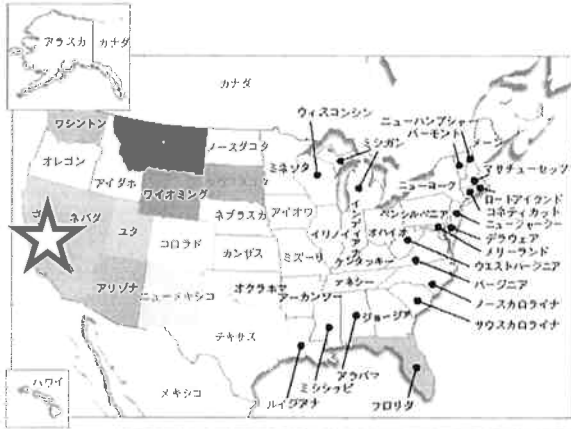 アラスカ
カナダ
カナダ
ワシントン
オレゴン
アイダホ
ワイオミング
ノースダコタ
ネブラスカ
ネバダ
ユタ
コロラド
カンザス
アリゾナ
ニューメキシコ
オクラホマ
テキサス
メキシコ
ハワイ
ミネソタ
ウィスコンシン
ミシガン
アイオワ
イリノイ
インディアナ
オハイオ
ミズーリ
ケンタッキー
テネシー
アーカンソー
ルイジアナ
ミシシッピ
アラバマ
ジョージア
フロリダ
ニューハンプシャー
バーモント
メーン
マサチューセッツ
ニューヨーク
ロートアイランド
コネティカット
ペンシルベニア
ニュージャーシー
デラウェア
メリーランド
ウエストバージニア
バージニア
ノースカロライナ
サウスカロライナ